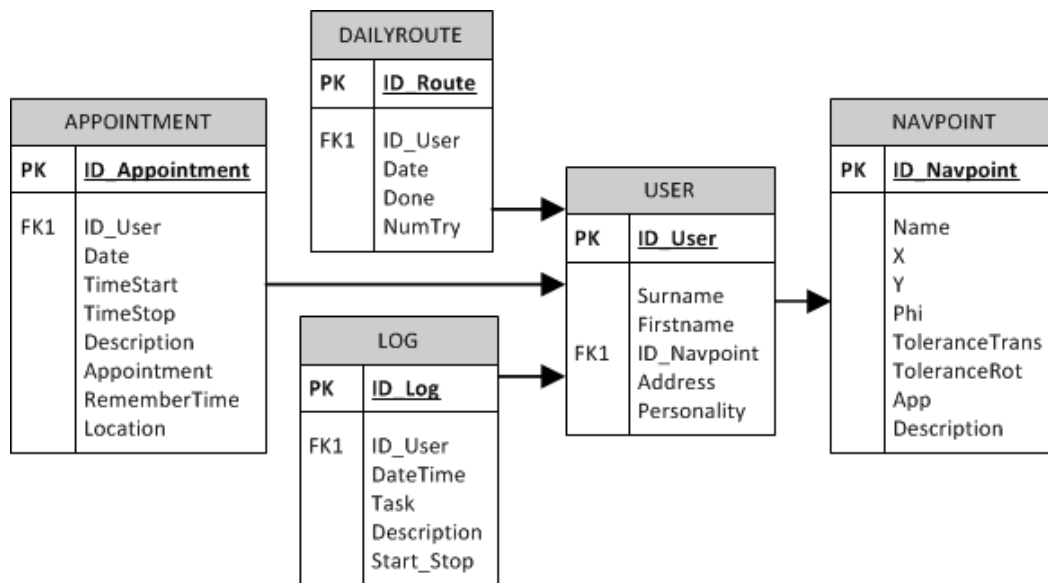 DAILYROUTE
PK ID_Route
FK1 ID_User
Date
Done
NumTry
APPOINTMENT
PK ID_Appointment
FK1 ID_User
Date
TimeStart
TimeStop
Description
Appointment
RememberTime
Location
LOG
PK ID_Log
FK1 ID_User
DateTime
Task
Description
Start_Stop
USER
PK ID_User
Surname
Firstname
FK1 ID_Navpoint
Address
Personality
NAVPOINT
PK ID_Navpoint
Name
X
Y
Phi
ToleranceTrans
ToleranceRot
App
Description